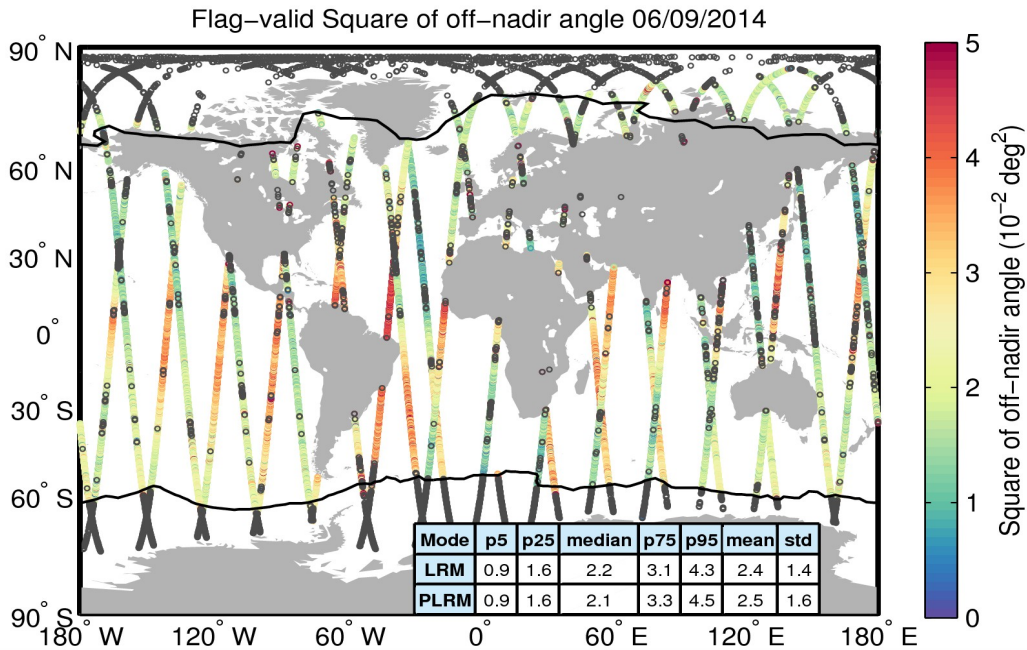 Flag−valid Square of off−nadir angle 06/09/2014
90° N
60° N
30° N
0°
30° S
60° S
90° S
180° W
120° W
60° W
0°
60° E
120° E
180° E
Mode p5 p25 median p75 p95 mean std
LRM 0.9 1.6 2.2 3.1 4.3 2.4 1.4
PLRM 0.9 1.6 2.1 3.3 4.5 2.5 1.6
5
4
3
2
1
0
Square of off−nadir angle (10⁻² deg²)